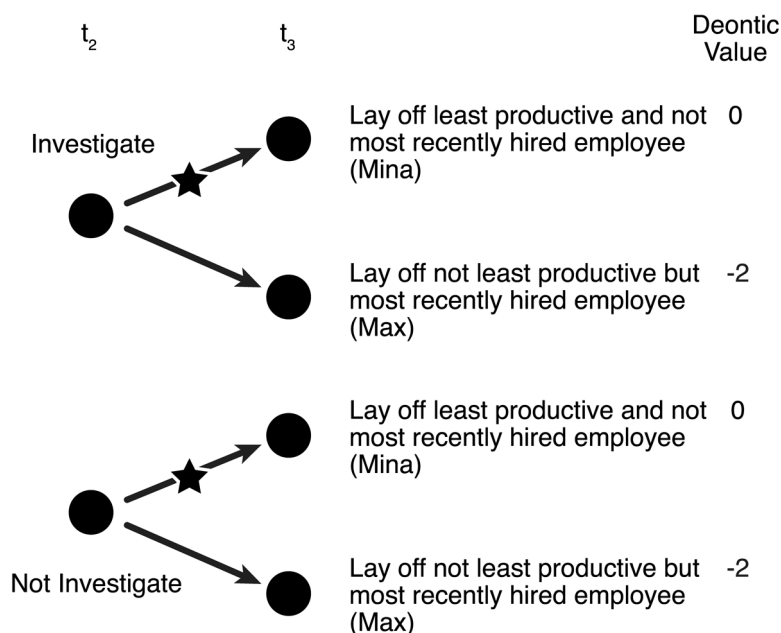 t2
t3
Deontic
Value
Investigate
Lay off least productive and not 0
most recently hired employee
(Mina)
Lay off not least productive but -2
most recently hired employee
(Max)
Lay off least productive and not 0
most recently hired employee
(Mina)
Not Investigate
Lay off not least productive but -2
most recently hired employee
(Max)